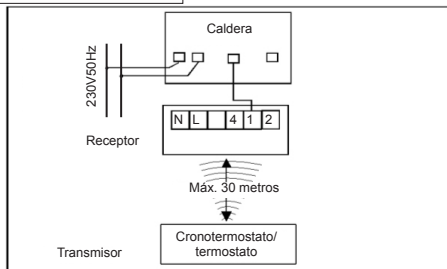 Caldera
230V50Hz
N L 4 1 2
Receptor
Máx. 30 metros
Cronotermostato/
termostato
Transmisor